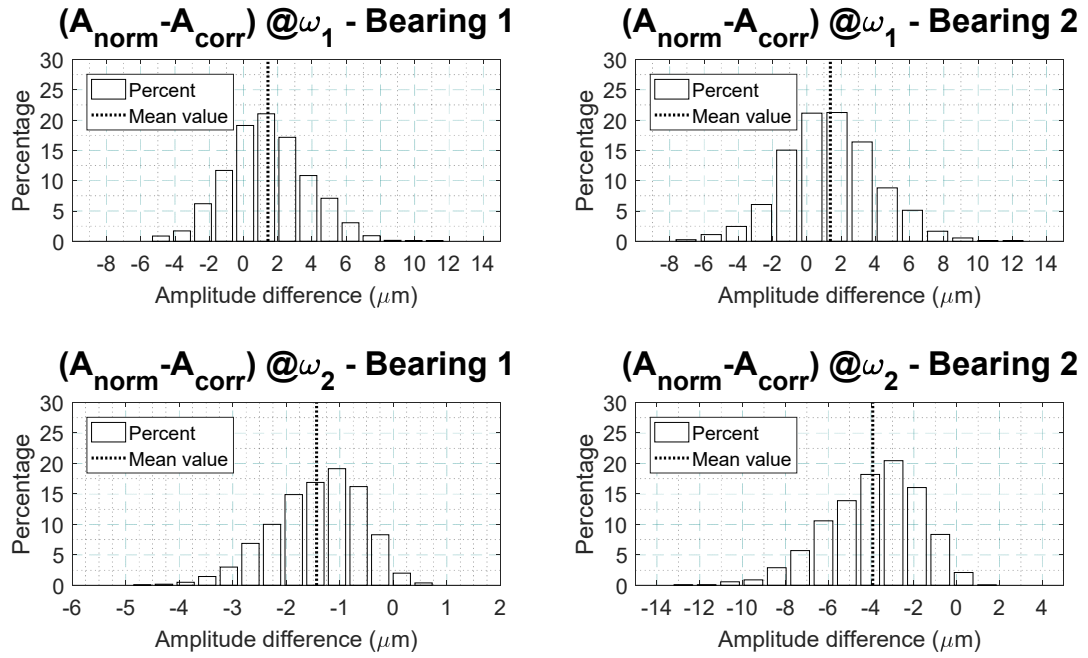 (A_norm-A_corr) @ω_1 - Bearing 1
30
25
20
15
10
5
0
Percentage
Percent
Mean value
-8 -6 -4 -2 0 2 4 6 8 10 12 14
Amplitude difference (μm)
(A_norm-A_corr) @ω_1 - Bearing 2
30
25
20
15
10
5
0
Percentage
Percent
Mean value
-8 -6 -4 -2 0 2 4 6 8 10 12 14
Amplitude difference (μm)
(A_norm-A_corr) @ω_2 - Bearing 1
30
25
20
15
10
5
0
Percentage
Percent
Mean value
-6 -5 -4 -3 -2 -1 0 1 2
Amplitude difference (μm)
(A_norm-A_corr) @ω_2 - Bearing 2
30
25
20
15
10
5
0
Percentage
Percent
Mean value
-14 -12 -10 -8 -6 -4 -2 0 2 4
Amplitude difference (μm)